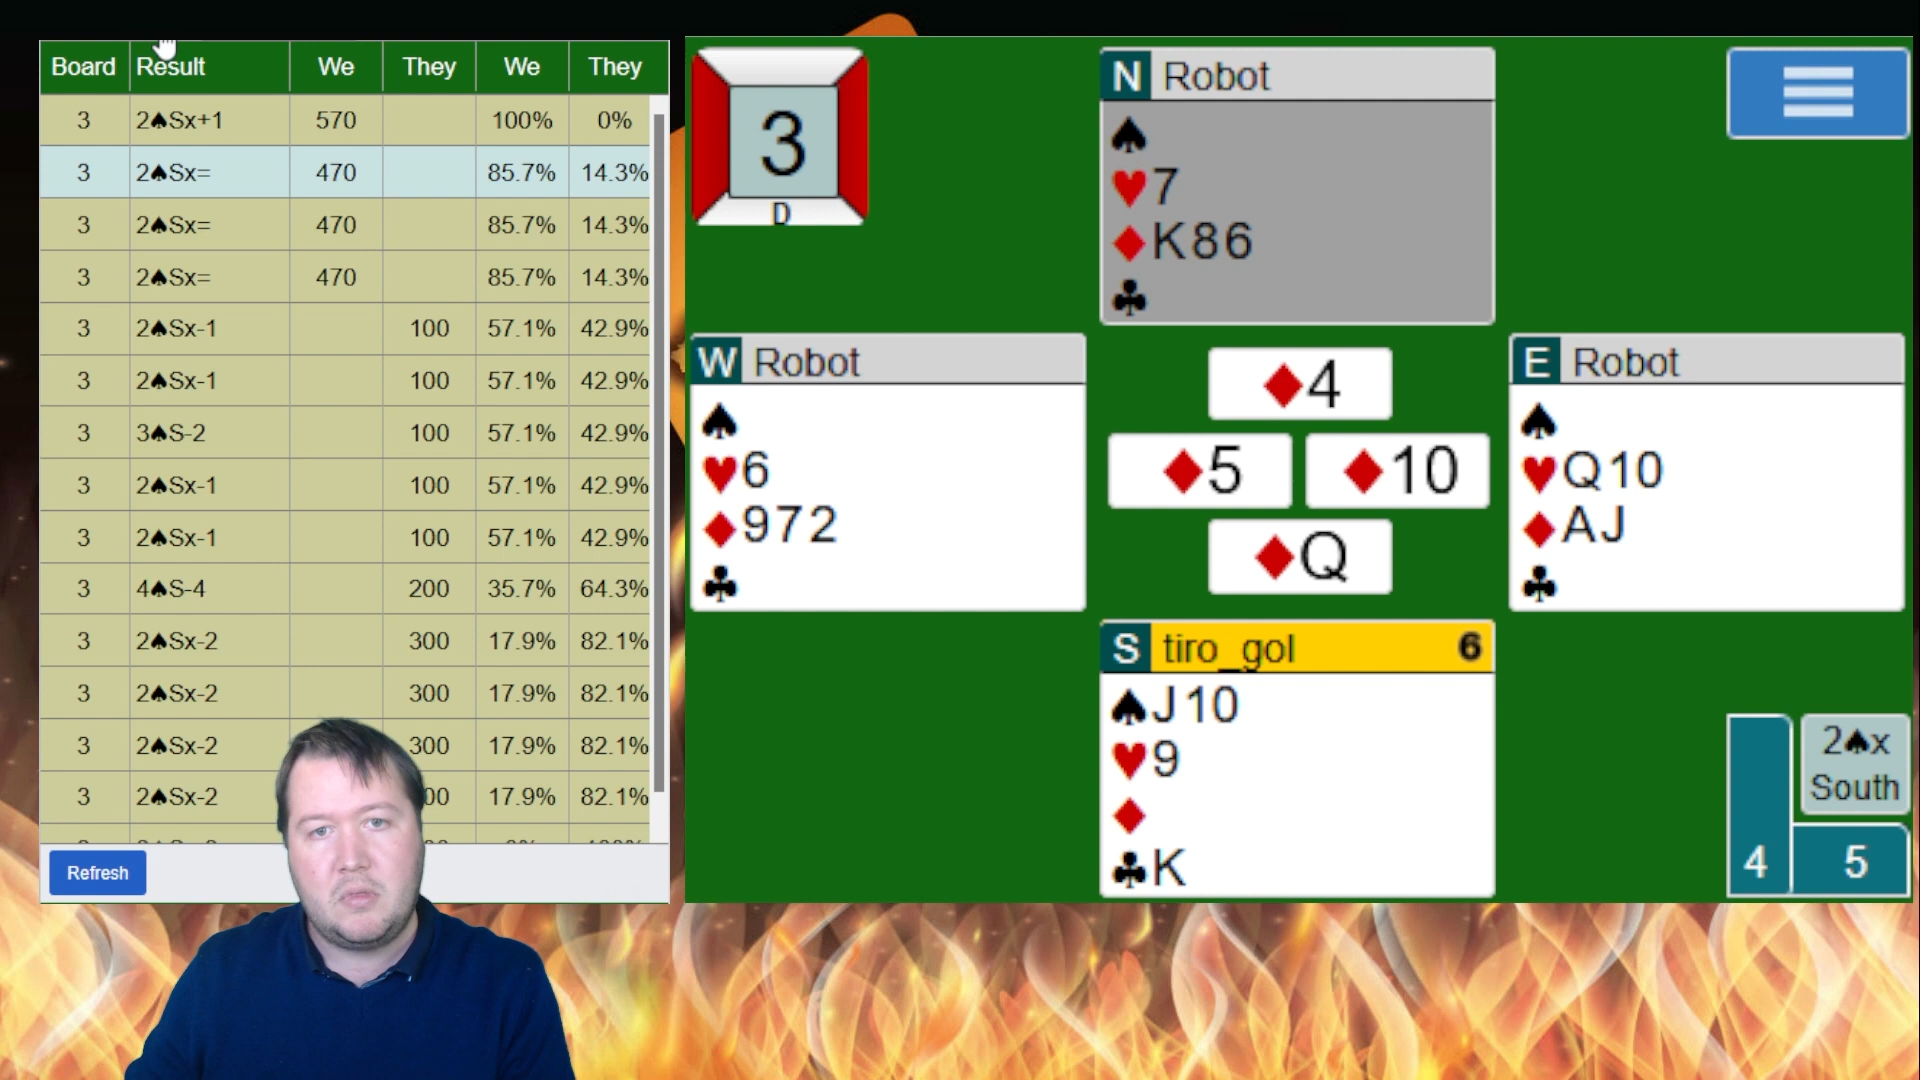 Board Result We They We They
3 2♠Sx+1 570 100% 0%
3 2♠Sx= 470 85.7% 14.3%
3 2♠Sx= 470 85.7% 14.3%
3 2♠Sx= 470 85.7% 14.3%
3 2♠Sx-1 100 57.1% 42.9%
3 2♠Sx-1 100 57.1% 42.9%
3 3♠S-2 100 57.1% 42.9%
3 2♠Sx-1 100 57.1% 42.9%
3 2♠Sx-1 100 57.1% 42.9%
3 4♠S-4 200 35.7% 64.3%
3 2♠Sx-2 300 17.9% 82.1%
3 2♠Sx-2 300 17.9% 82.1%
3 2♠Sx-2 300 17.9% 82.1%
3 2♠Sx-2 17.9% 82.1%
Refresh
3
D
N Robot
♠
♥7
♦K86
♣
W Robot
♠
♥6
♦972
♣
♦4
♦5 ♦10
♦Q
E Robot
♠
♥Q10
♦AJ
♣
S tiro_gol 6
♠J10
♥9
♦
♣K
2♠x
South
4 5